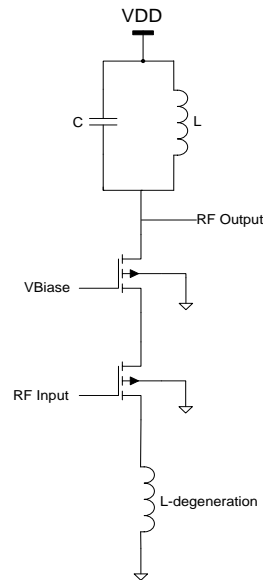 VDD
C
L
RF Output
VBiase
RF Input
L-degeneration